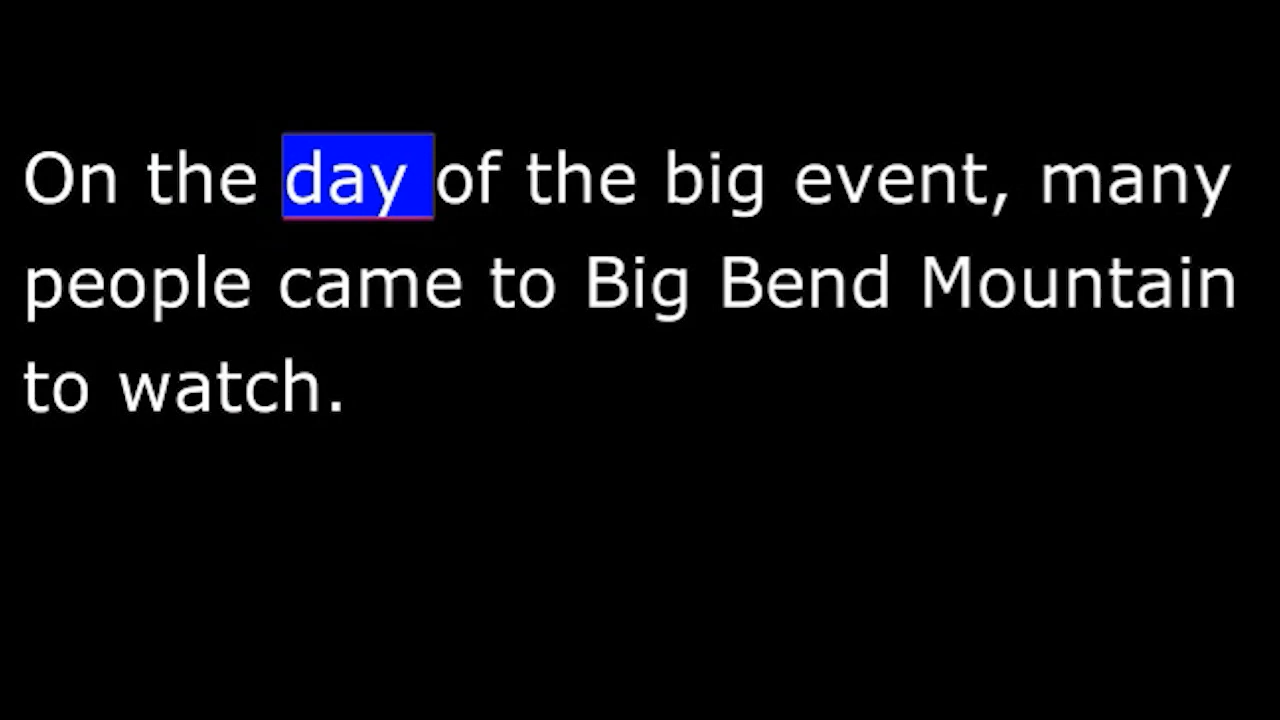 On the day of the big event, many
people came to Big Bend Mountain
to watch.